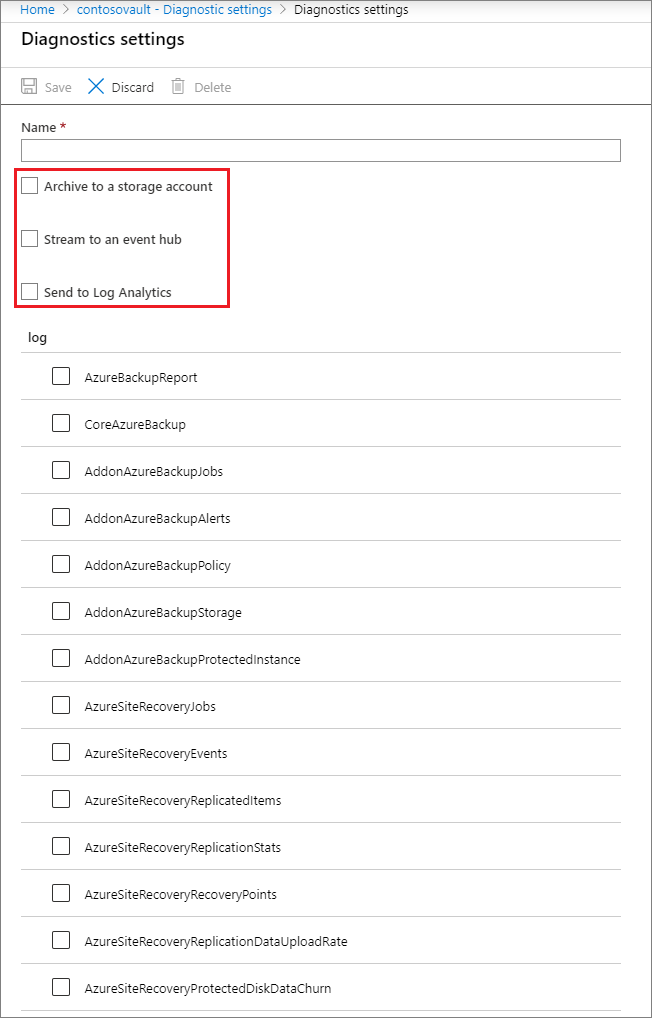 Home > contosovault - Diagnostic settings > Diagnostics settings
Diagnostics settings
Save Discard Delete
Name *
Archive to a storage account
Stream to an event hub
Send to Log Analytics
log
AzureBackupReport
CoreAzureBackup
AddonAzureBackupJobs
AddonAzureBackupAlerts
AddonAzureBackupPolicy
AddonAzureBackupStorage
AddonAzureBackupProtectedInstance
AzureSiteRecoveryJobs
AzureSiteRecoveryEvents
AzureSiteRecoveryReplicatedItems
AzureSiteRecoveryReplicationStats
AzureSiteRecoveryRecoveryPoints
AzureSiteRecoveryReplicationDataUploadRate
AzureSiteRecoveryProtectedDiskDataChurn